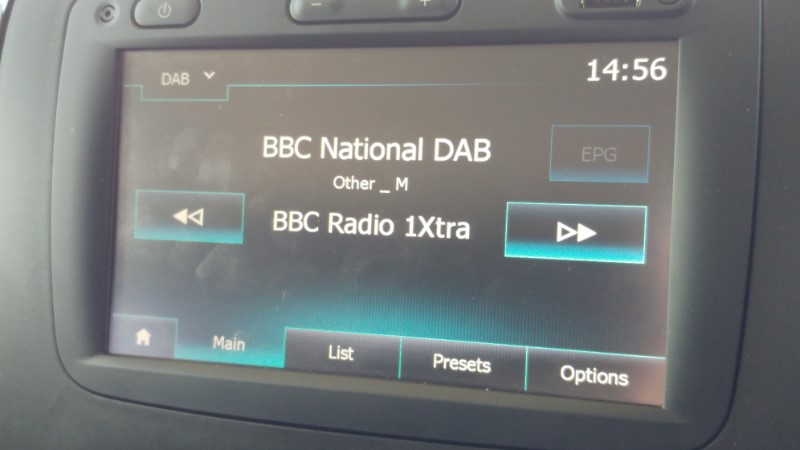 DAB
14:56
BBC National DAB
EPG
Other _ M
BBC Radio 1Xtra
Main
List
Presets
Options